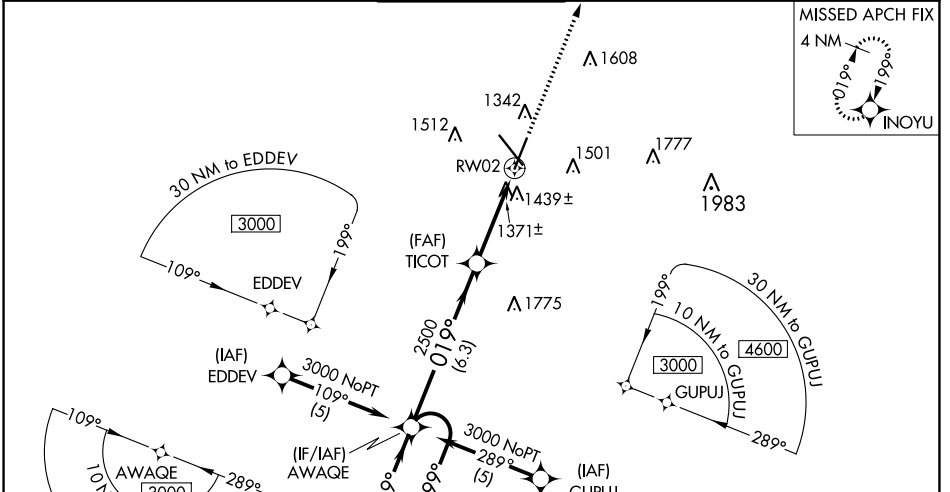 MISSED APCH FIX
4 NM
019°
199°
INOYU
1608
1342
1512
RW02
1501
1777
1983
1439±
1371±
30 NM to EDDEV
3000
199°
109°
EDDEV
(FAF)
TICOT
1775
2500
019°
(6.3)
30 NM to GUPUJ
4600
199°
10 NM to GUPUJ
3000
GUPUJ
289°
(IAF)
EDDEV
3000 NoPT
109°
(5)
(IF/IAF)
AWAQE
3000 NoPT
289°
(5)
(IAF)
109°
AWAQE
289°
3000